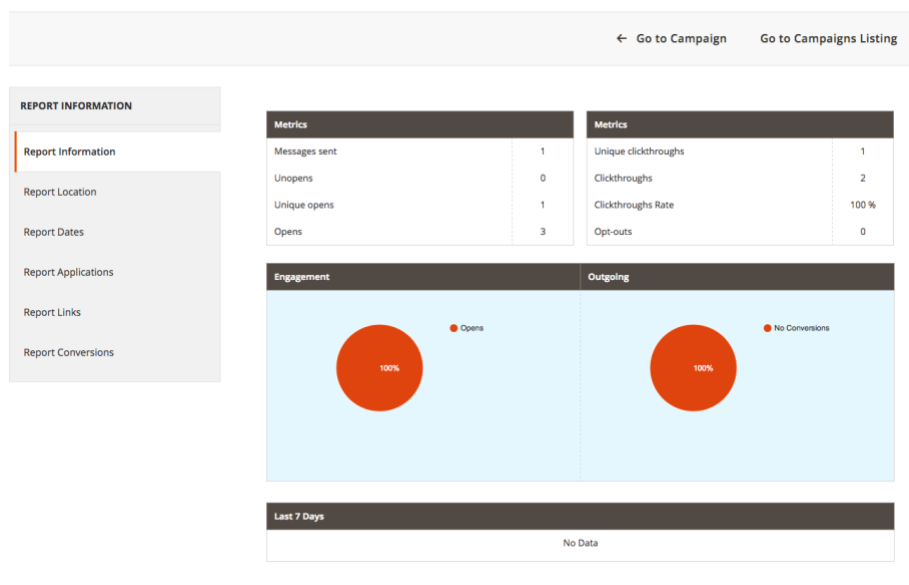 ← Go to Campaign Go to Campaigns Listing
REPORT INFORMATION
Report Information
Report Location
Report Dates
Report Applications
Report Links
Report Conversions
Metrics
Messages sent 1
Unopens 0
Unique opens 1
Opens 3
Metrics
Unique clickthroughs 1
Clickthroughs 2
Clickthroughs Rate 100 %
Opt-outs 0
Engagement
Opens
100%
Outgoing
No Conversions
100%
Last 7 Days
No Data